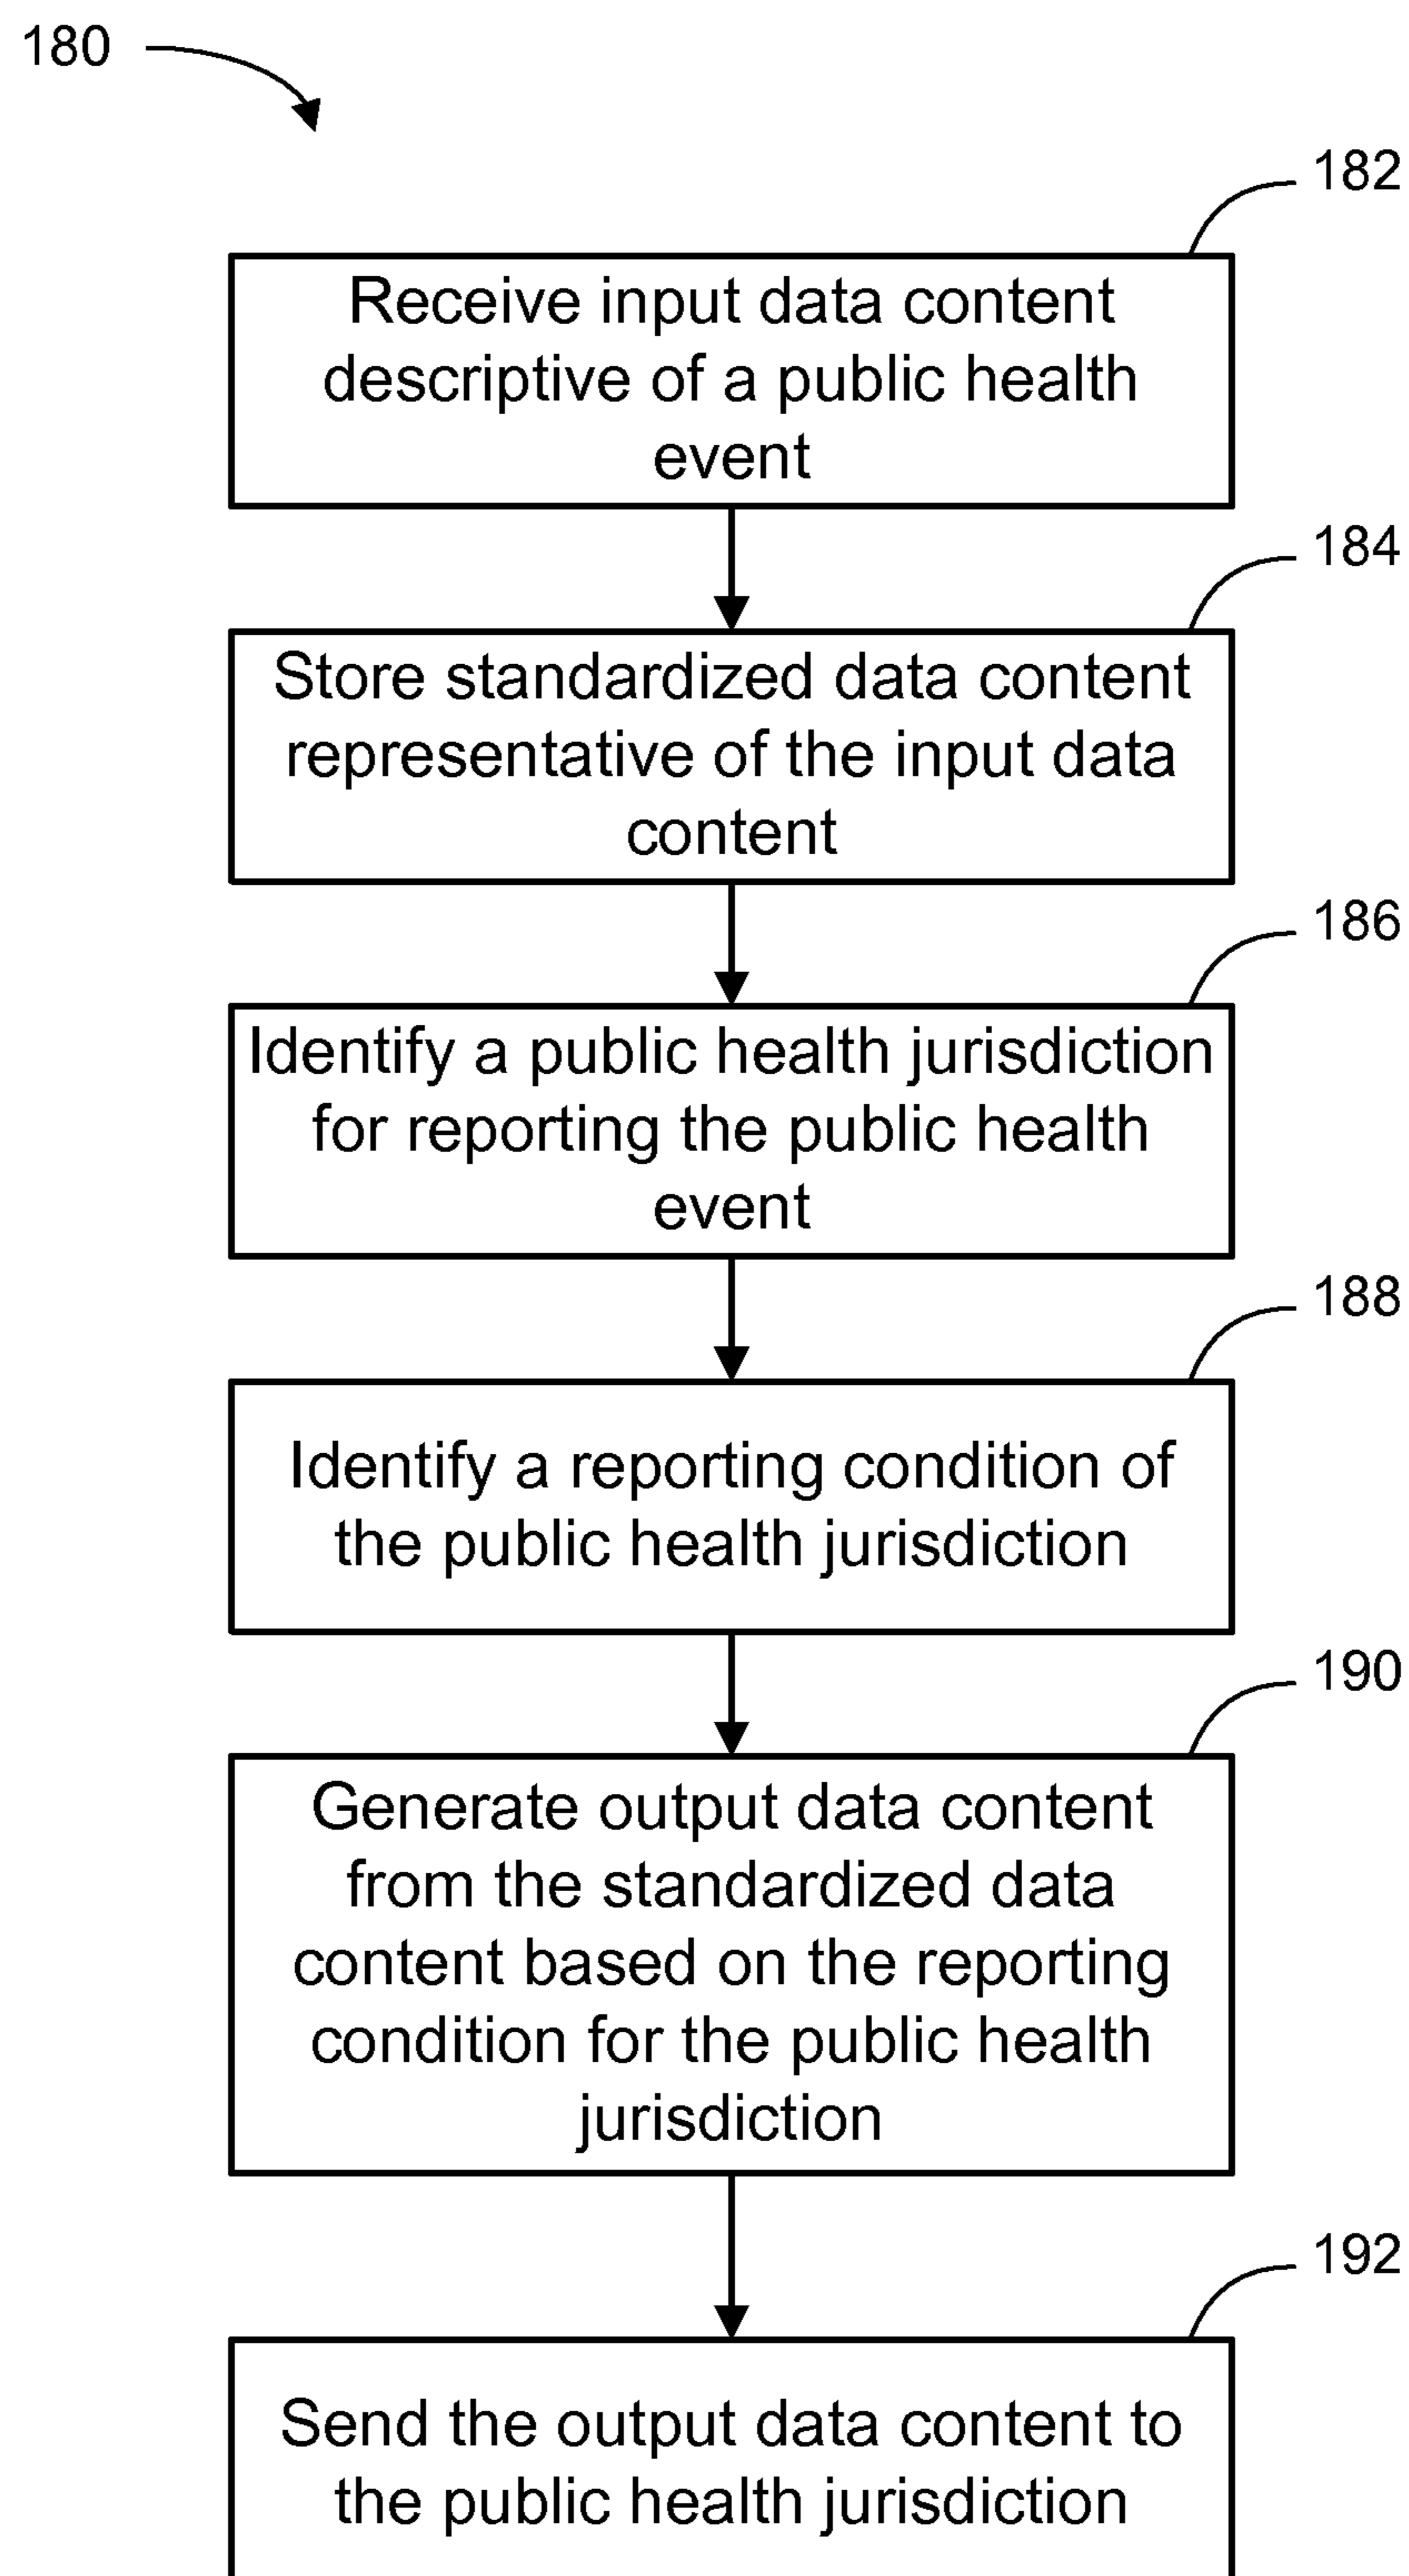 180
182
Receive input data content
descriptive of a public health
event
184
Store standardized data content
representative of the input data
content
186
Identify a public health jurisdiction
for reporting the public health
event
188
Identify a reporting condition of
the public health jurisdiction
190
Generate output data content
from the standardized data
content based on the reporting
condition for the public health
jurisdiction
192
Send the output data content to
the public health jurisdiction